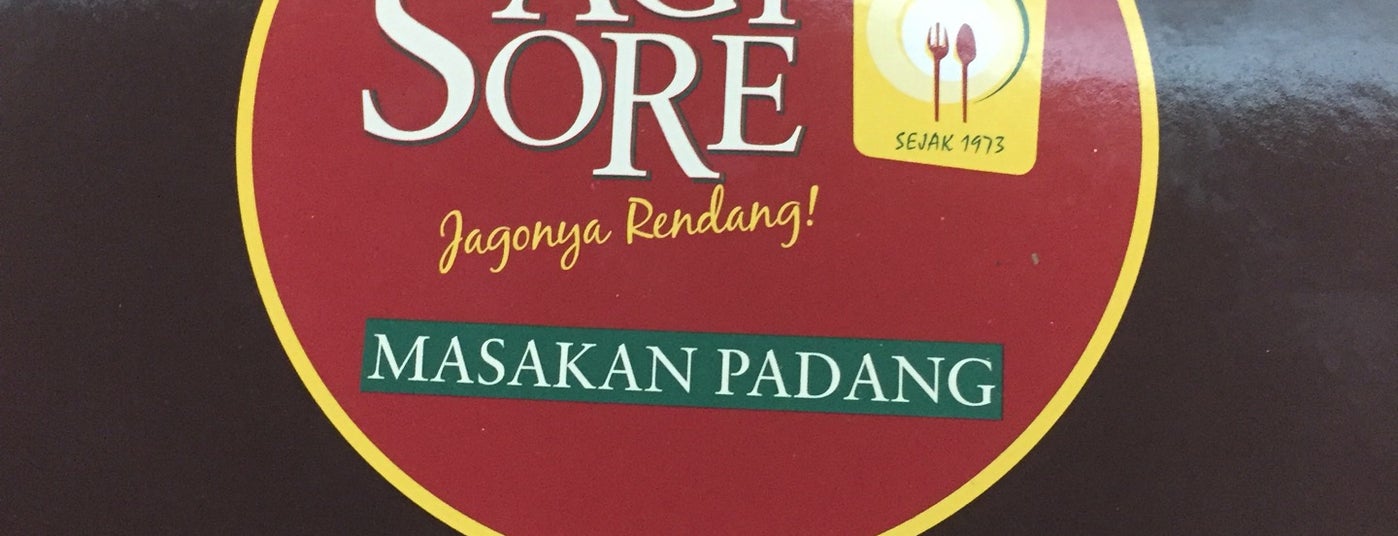 SORE
SEJAK 1973
Jagonya Rendang!
MASAKAN PADANG